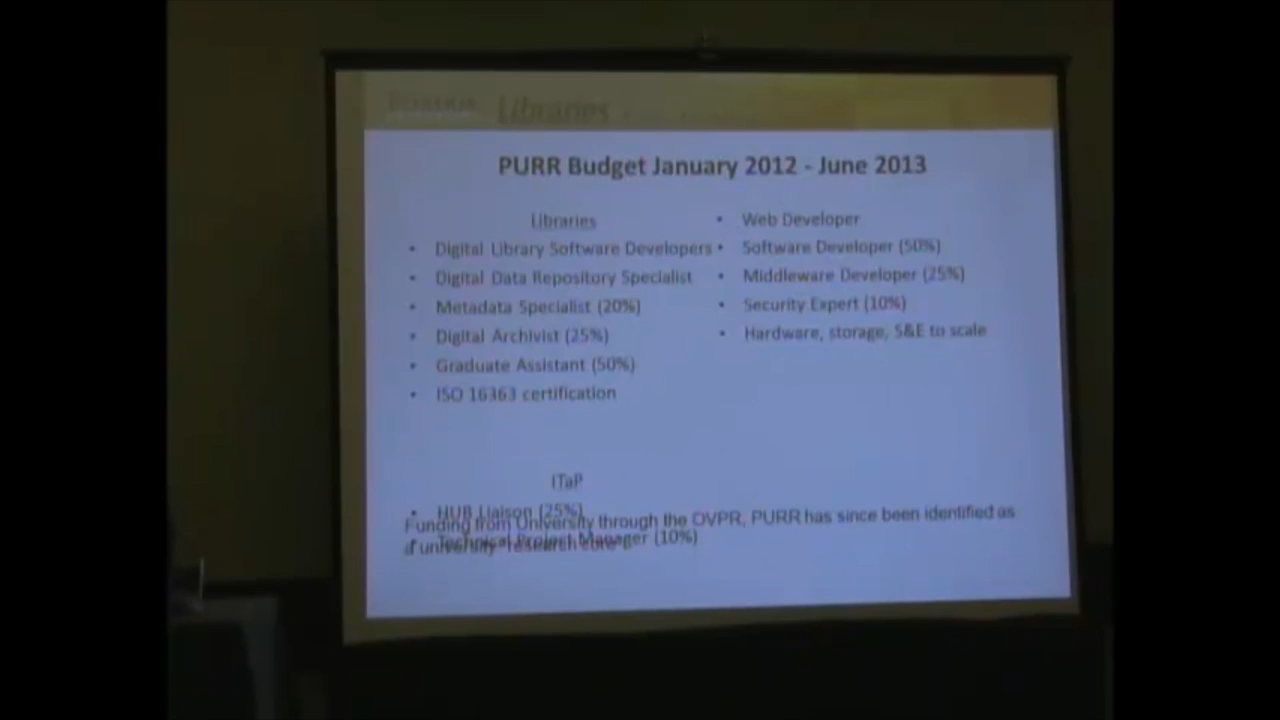 Libraries
PURR Budget January 2012 - June 2013
Libraries
• Digital Library Software Developers
• Digital Data Repository Specialist
• Metadata Specialist (20%)
• Digital Archivist (25%)
• Graduate Assistant (50%)
• ISO 16363 certification
ITaP
• HUB Liaison (25%)
• Technical Project Manager (10%)
• Web Developer
• Software Developer (50%)
• Middleware Developer (25%)
• Security Expert (10%)
• Hardware, storage, S&E to scale
Funding from University through the OVPR, PURR has since been identified as
a university "research core"